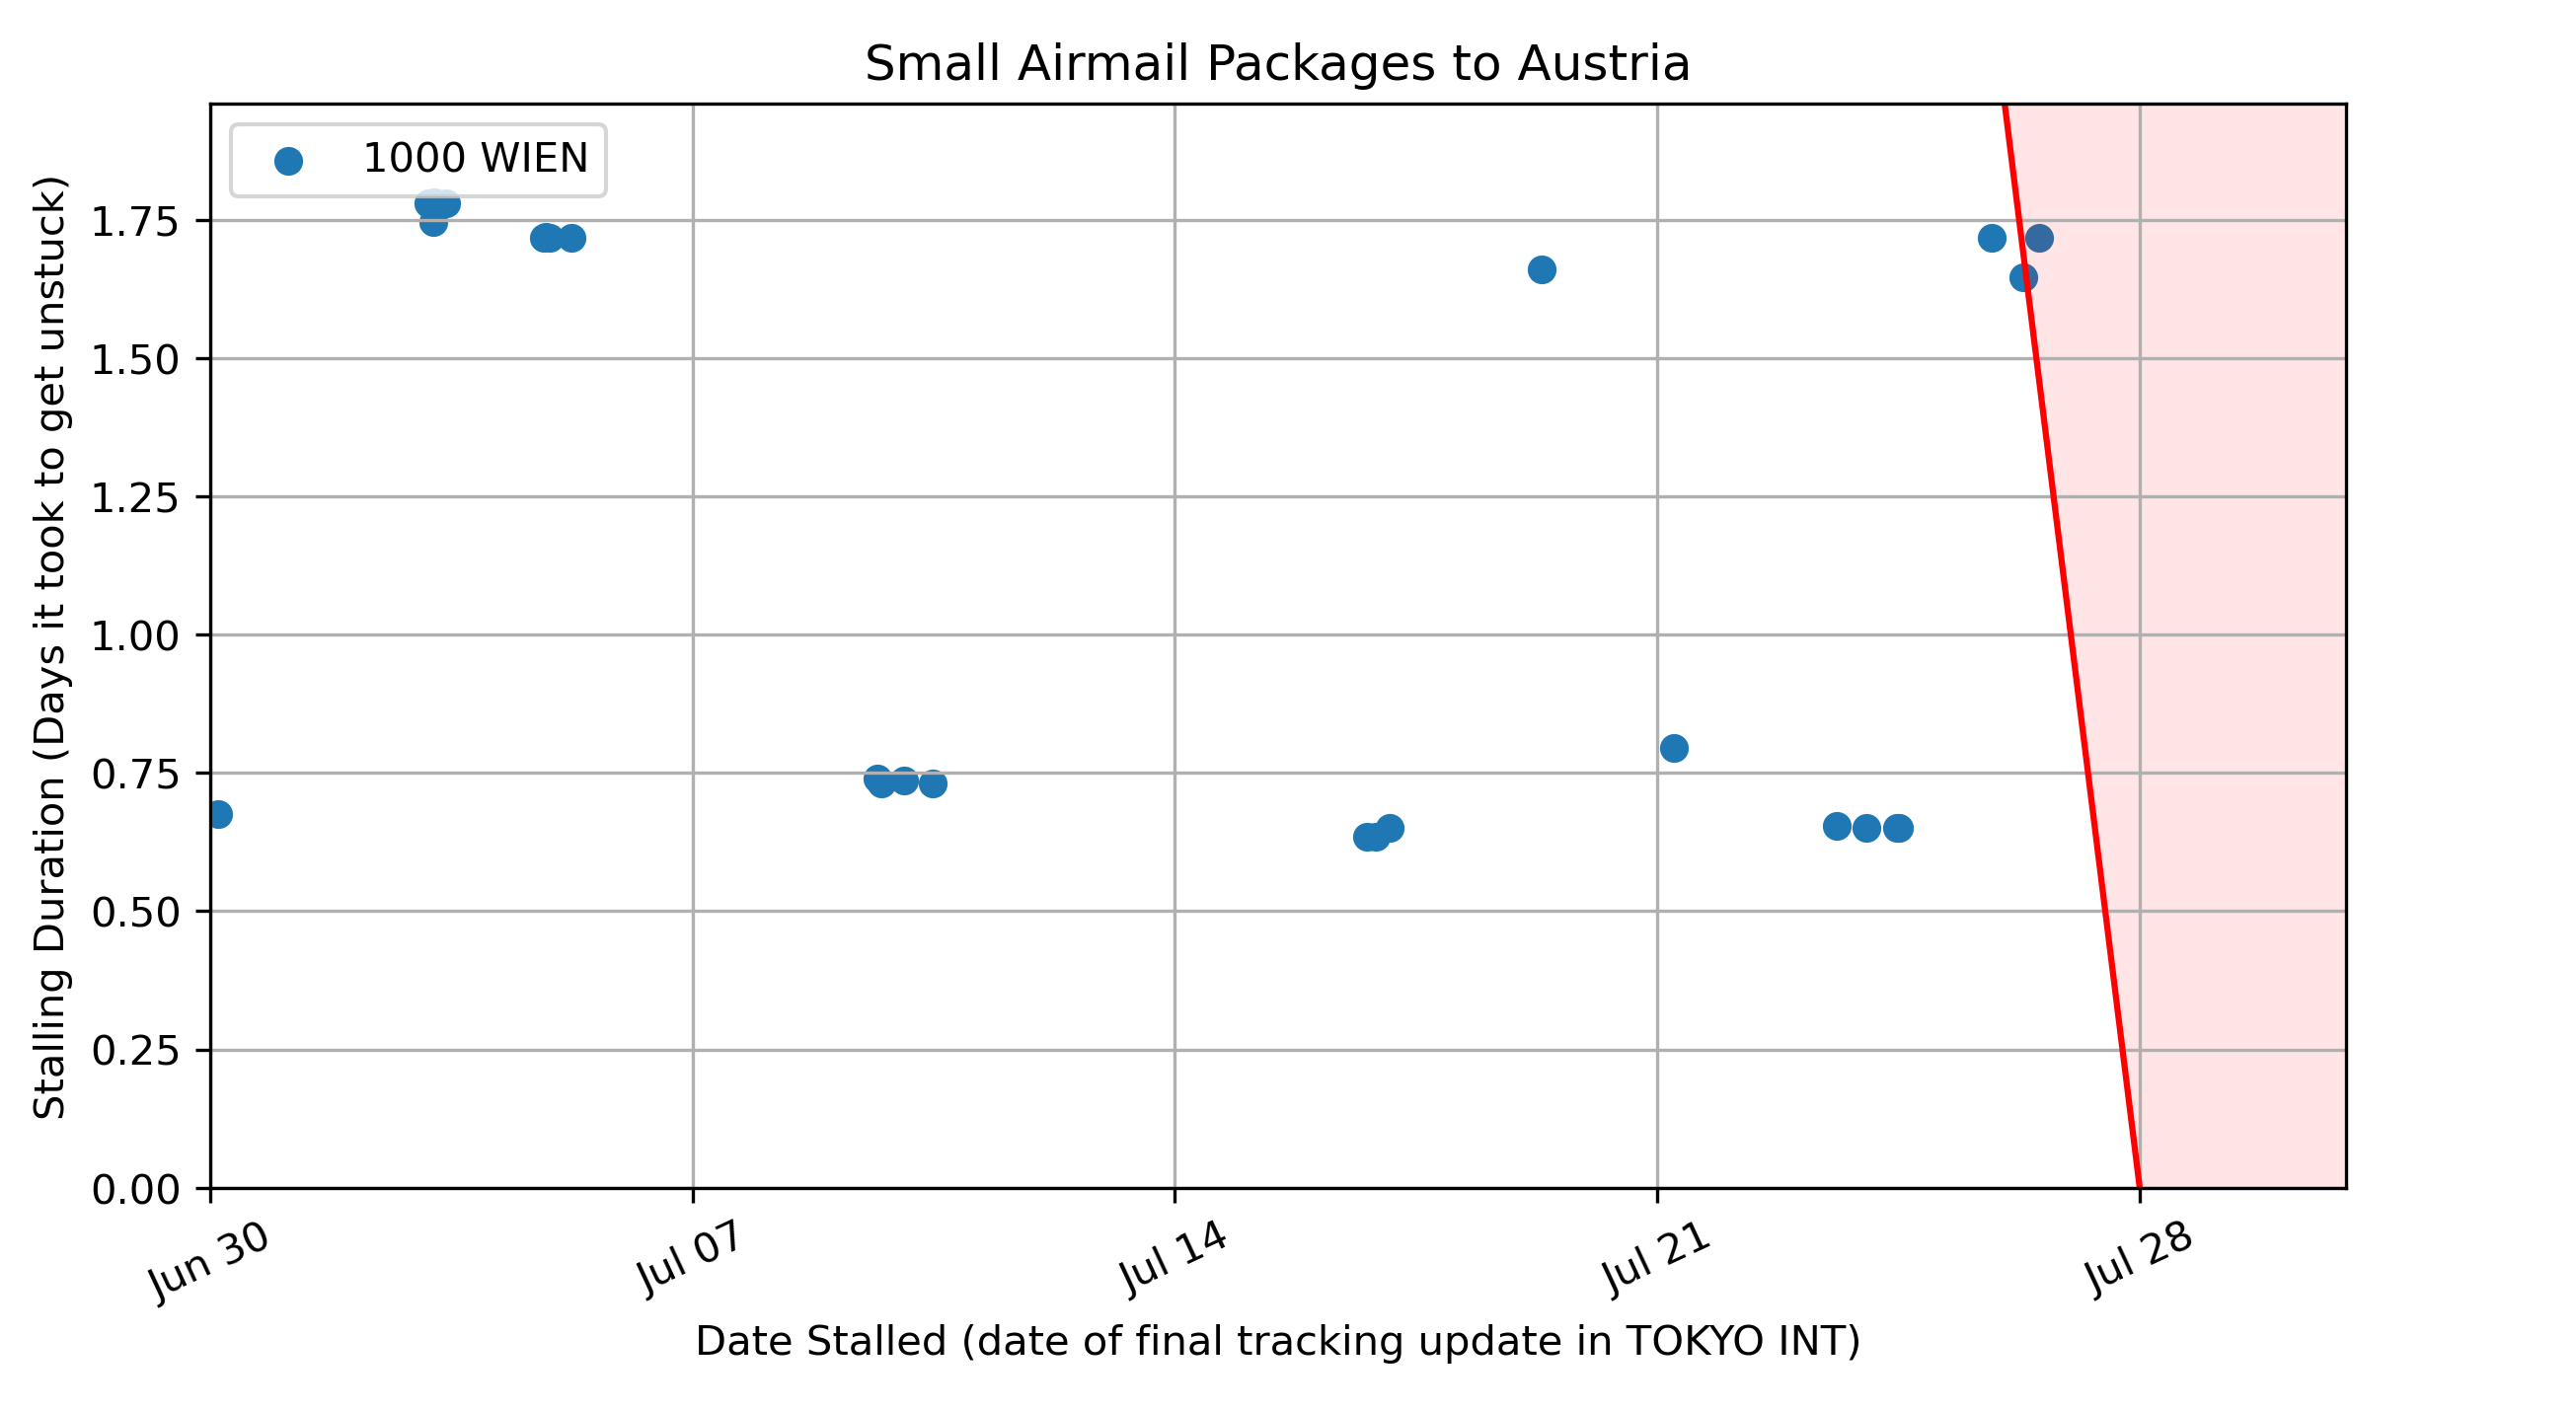 Small Airmail Packages to Austria
1000 WIEN
Stalling Duration (Days it took to get unstuck)
1.75
1.50
1.25
1.00
0.75
0.50
0.25
0.00
Jun 30
Jul 07
Jul 14
Jul 21
Jul 28
Date Stalled (date of final tracking update in TOKYO INT)